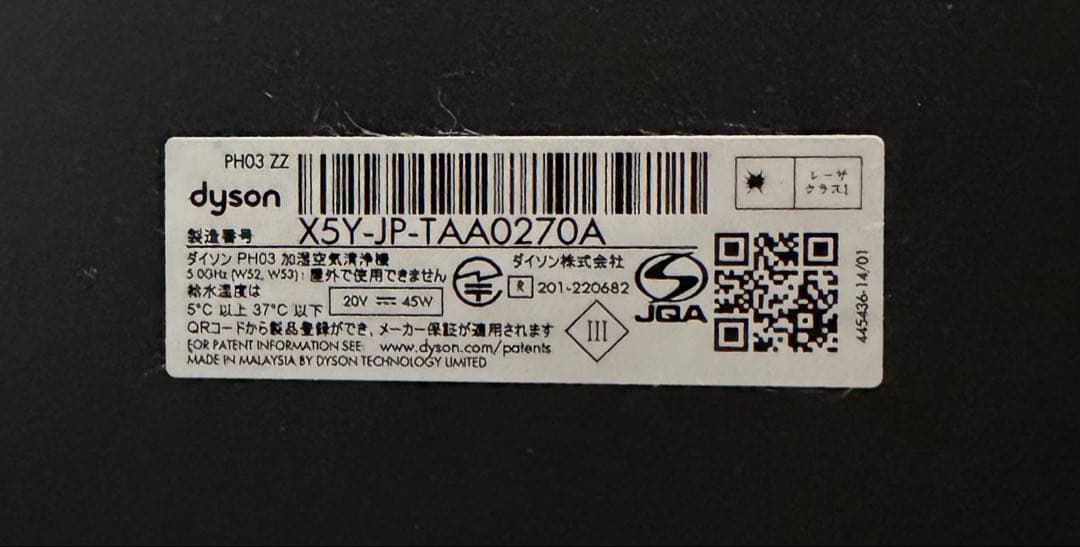 PH03 ZZ
dyson
レーザ
クラス1
製造番号 X5Y-JP-TAA0270A
ダイソン PH03 加湿空気清浄機
5.0GHz (W52, W53): 屋外で使用できません
給水温度は
5°C 以上 37°C 以下
20V ⎓ 45W
ダイソン株式会社
R 201-220682
JQA
III
QRコードから製品登録ができ、メーカー保証が適用されます
FOR PATENT INFORMATION SEE: www.dyson.com/patents
MADE IN MALAYSIA BY DYSON TECHNOLOGY LIMITED
445436-14/01